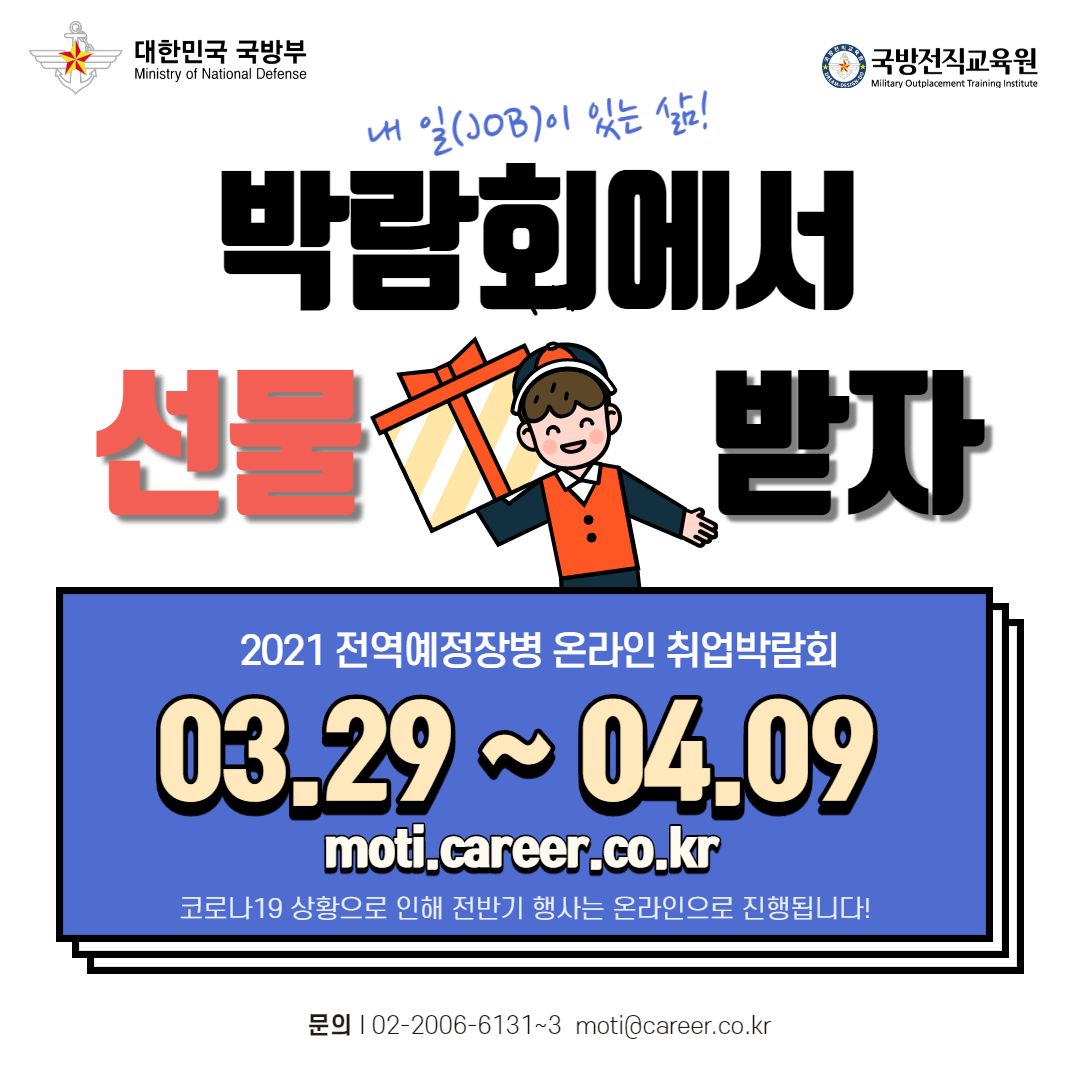 대한민국 국방부
Ministry of National Defense
국방전직교육원
Military Outplacement Training Institute
내 일(JOB)이 있는 삶!
박람회에서
선물 받자
2021 전역예정장병 온라인 취업박람회
03.29 ~ 04.09
moti.career.co.kr
코로나19 상황으로 인해 전반기 행사는 온라인으로 진행됩니다!
문의 | 02-2006-6131~3 moti@career.co.kr